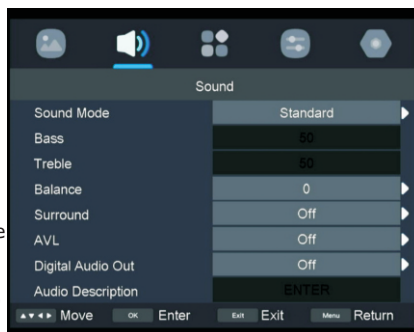 Sound
Sound Mode Standard
Bass 50
Treble 50
Balance 0
Surround Off
e
AVL Off
Digital Audio Out Off
Audio Description ENTER
Move OK Enter Exit Exit Menu Return